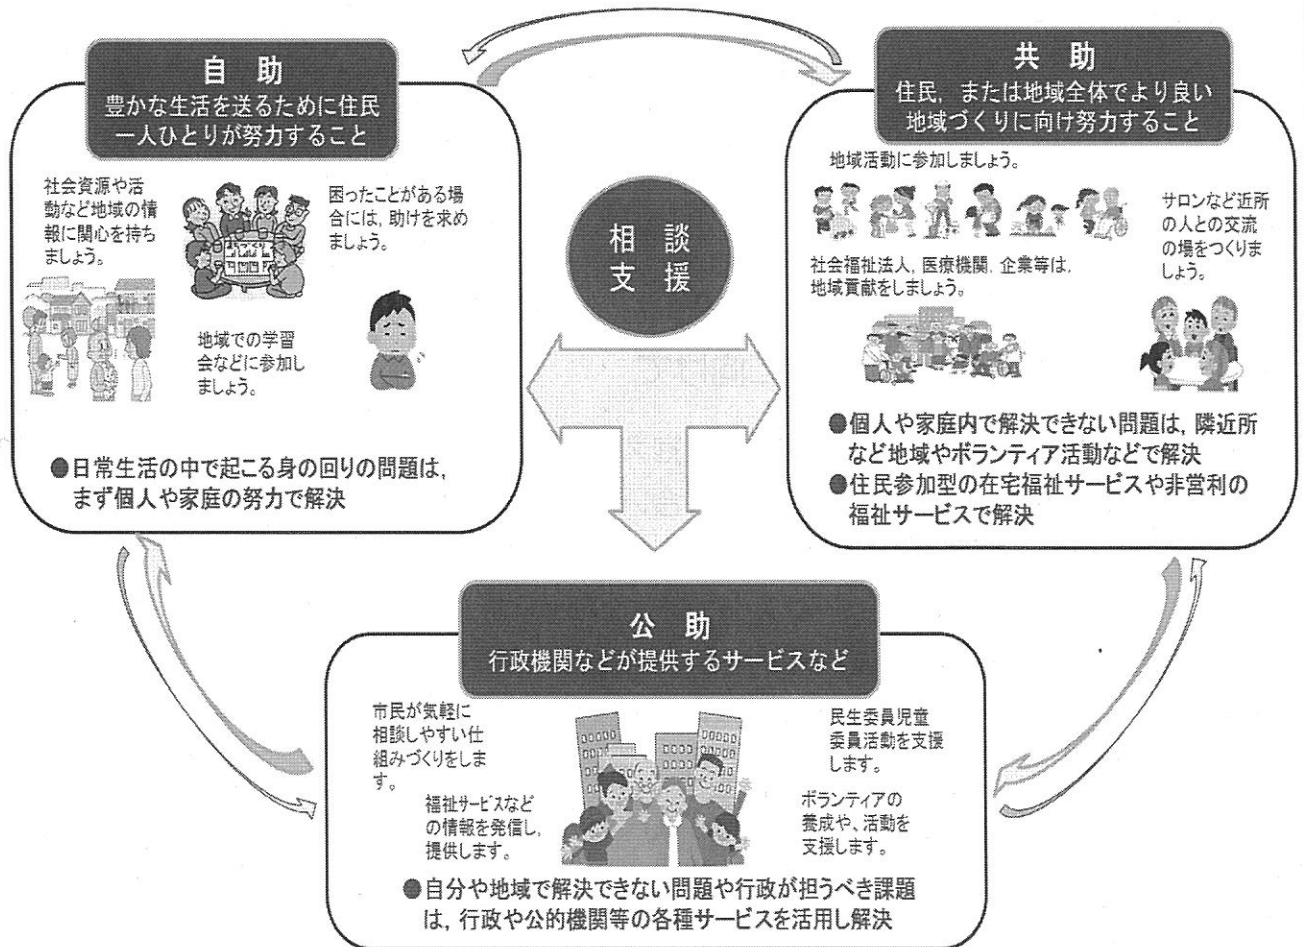 自　助
豊かな生活を送るために住民
一人ひとりが努力すること
社会資源や活
動など地域の情
報に関心を持ち
ましょう。
困ったことがある場
合には，助けを求め
ましょう。
地域での学習
会などに参加し
ましょう。
●日常生活の中で起こる身の回りの問題は，
まず個人や家庭の努力で解決
相　談
支　援
共　助
住民，または地域全体でより良い
地域づくりに向け努力すること
地域活動に参加しましょう。
サロンなど近所
の人との交流
の場をつくりま
しょう。
社会福祉法人，医療機関，企業等は，
地域貢献をしましょう。
●個人や家庭内で解決できない問題は，隣近所
など地域やボランティア活動などで解決
●住民参加型の在宅福祉サービスや非営利の
福祉サービスで解決
公　助
行政機関などが提供するサービスなど
市民が気軽に
相談しやすい仕
組みづくりをしま
す。
福祉サービスなど
の情報を発信し，
提供します。
民生委員児童
委員活動を支援
します。
ボランティアの
養成や、活動を
支援します。
●自分や地域で解決できない問題や行政が担うべき課題
は，行政や公的機関等の各種サービスを活用し解決